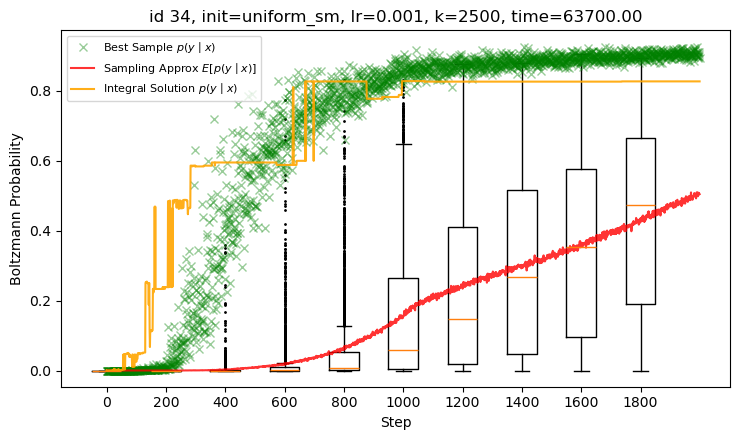 id 34, init=uniform_sm, lr=0.001, k=2500, time=63700.00
Best Sample p(y | x)
Sampling Approx E[p(y | x)]
Integral Solution p(y | x)
Boltzmann Probability
0.8
0.6
0.4
0.2
0.0
0 200 400 600 800 1000 1200 1400 1600 1800
Step